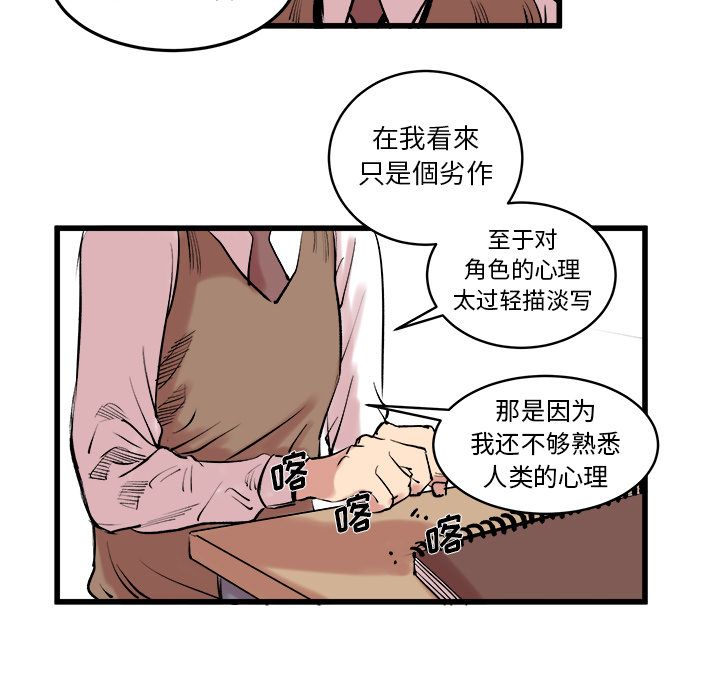 在我看來
只是個劣作
至于对
角色的心理
太过轻描淡写
那是因为
我还不够熟悉
人类的心理
喀
喀
喀